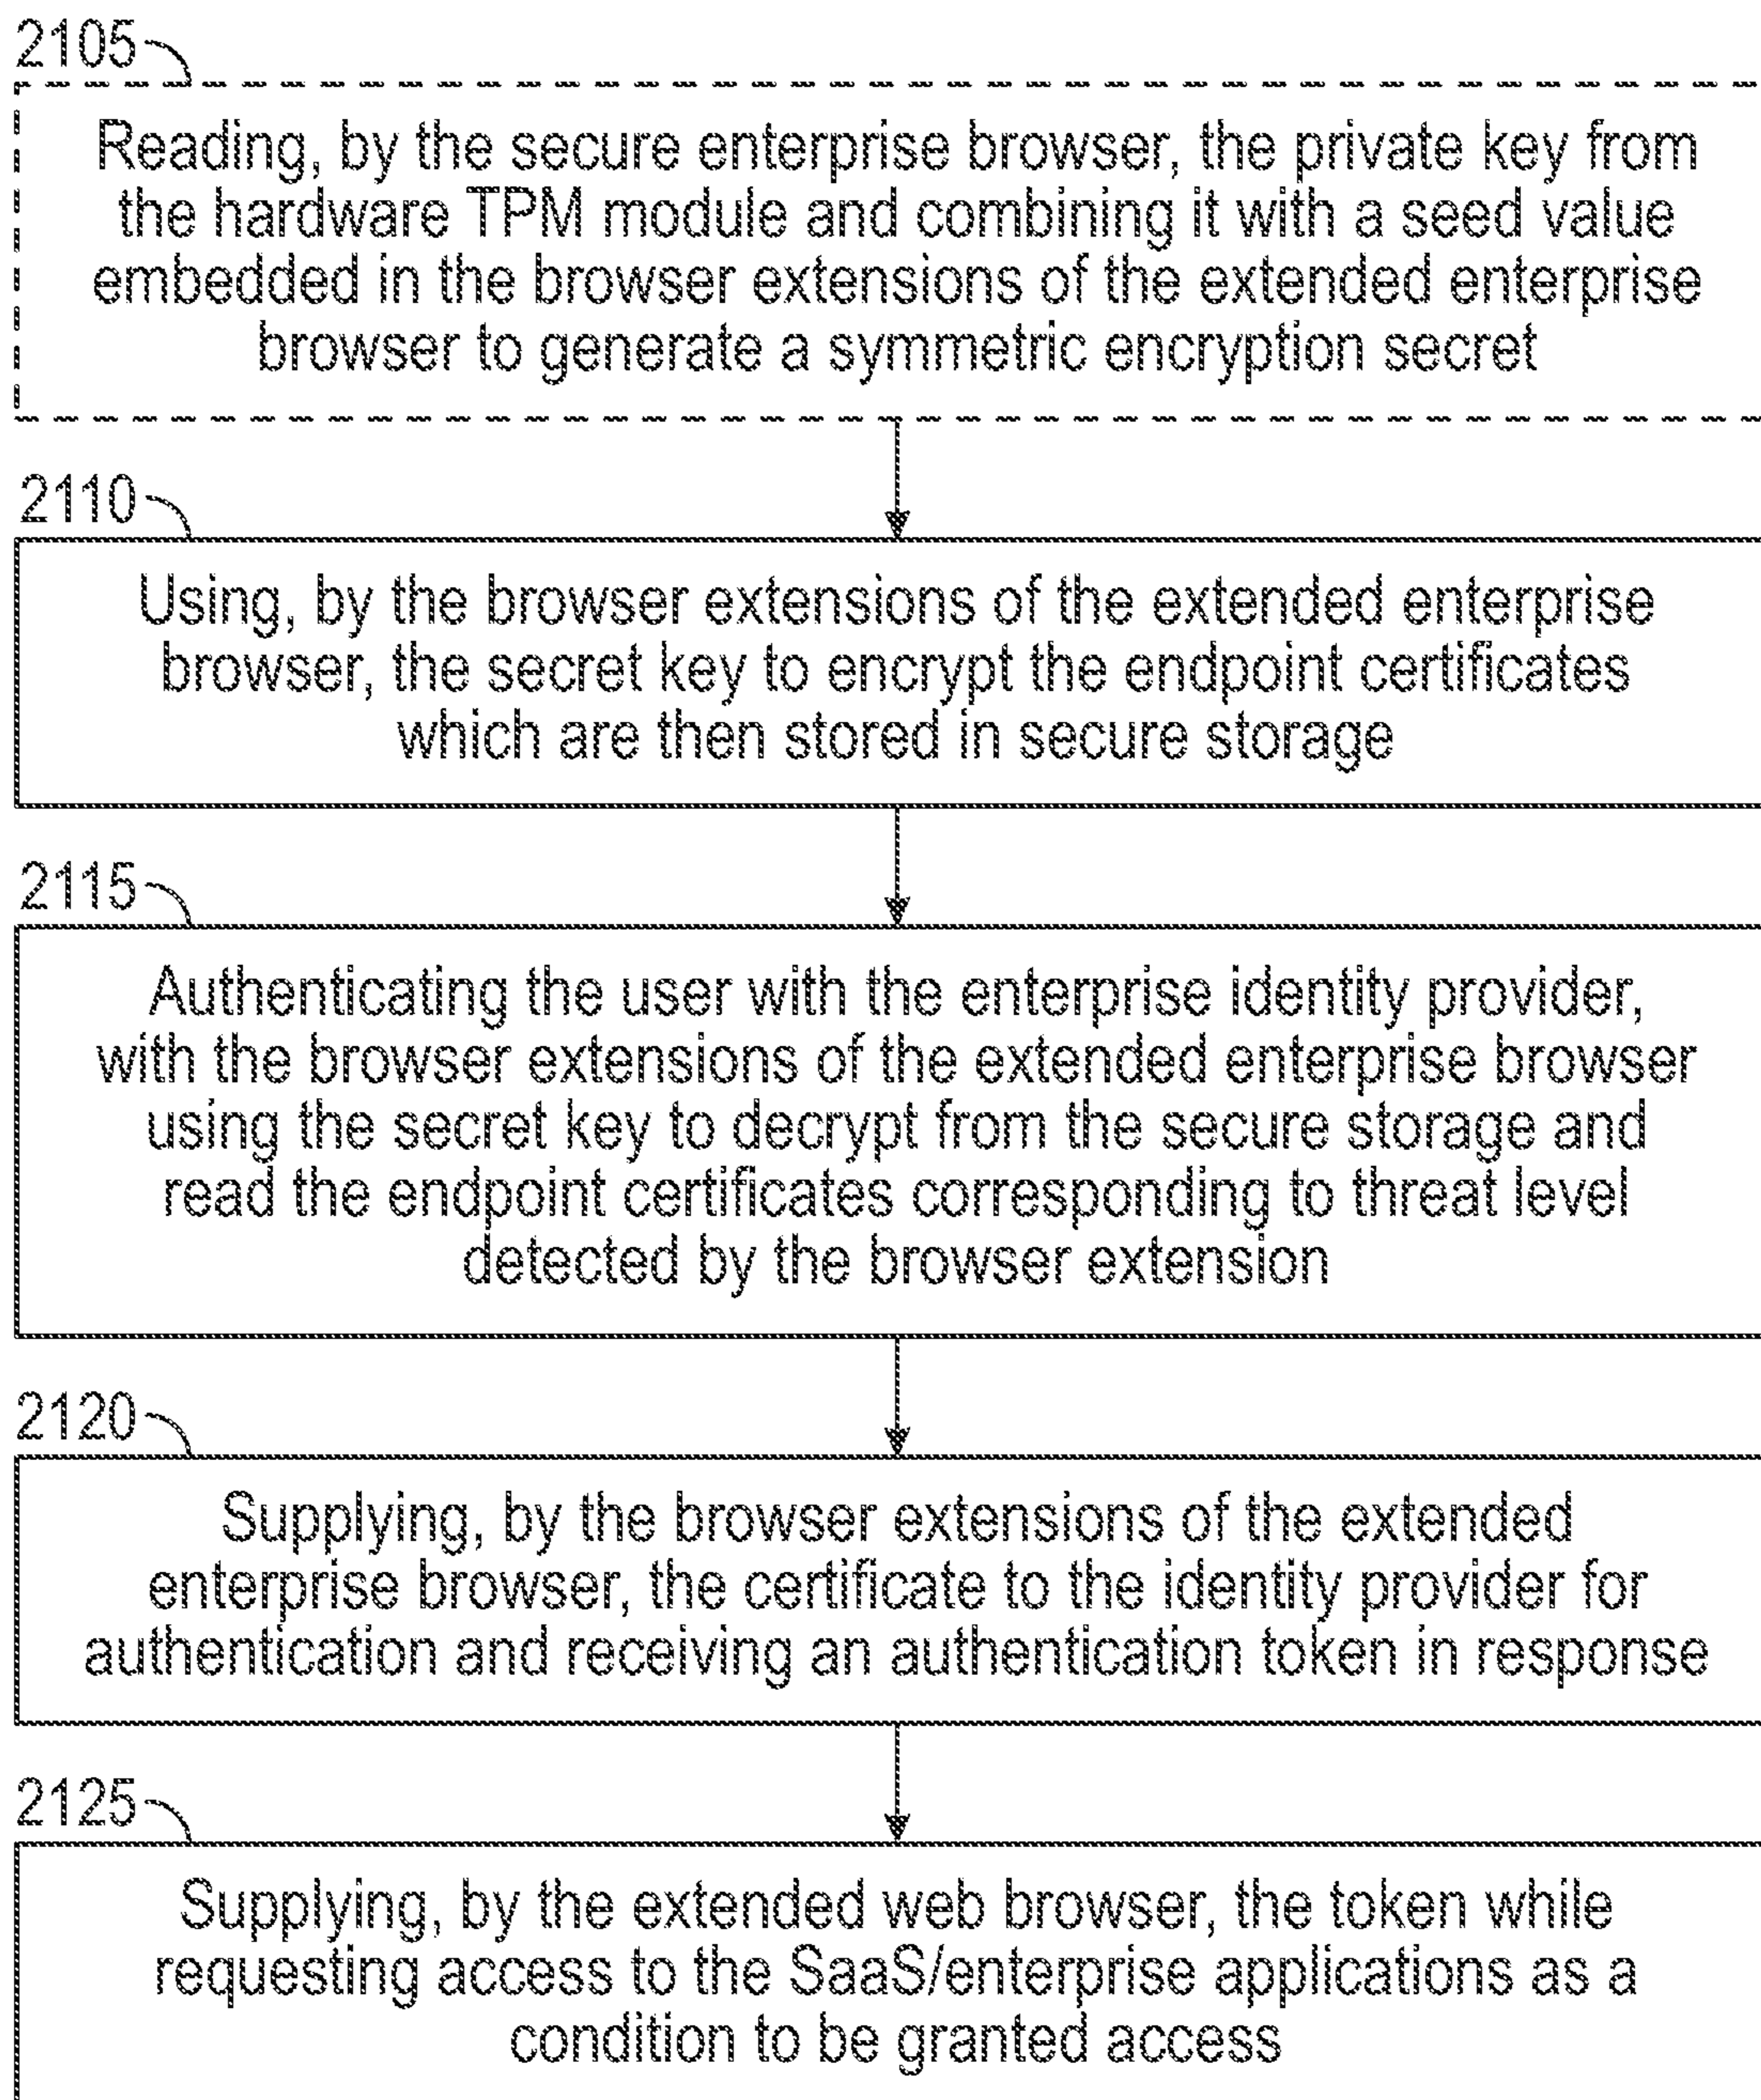 2105
Reading, by the secure enterprise browser, the private key from
the hardware TPM module and combining it with a seed value
embedded in the browser extensions of the extended enterprise
browser to generate a symmetric encryption secret
2110
Using, by the browser extensions of the extended enterprise
browser, the secret key to encrypt the endpoint certificates
which are then stored in secure storage
2115
Authenticating the user with the enterprise identity provider,
with the browser extensions of the extended enterprise browser
using the secret key to decrypt from the secure storage and
read the endpoint certificates corresponding to threat level
detected by the browser extension
2120
Supplying, by the browser extensions of the extended
enterprise browser, the certificate to the identity provider for
authentication and receiving an authentication token in response
2125
Supplying, by the extended web browser, the token while
requesting access to the SaaS/enterprise applications as a
condition to be granted access